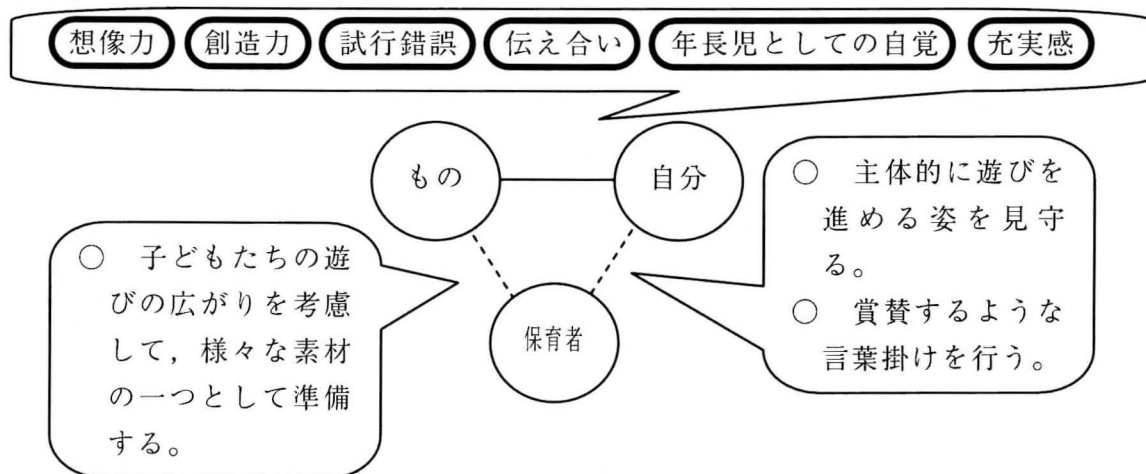 想像力 創造力 試行錯誤 伝え合い 年長児としての自覚 充実感
もの
自分
○ 主体的に遊びを
進める姿を見守
る。
○ 賞賛するような
言葉掛けを行う。
○ 子どもたちの遊
びの広がりを考慮
して，様々な素材
の一つとして準備
する。
保育者